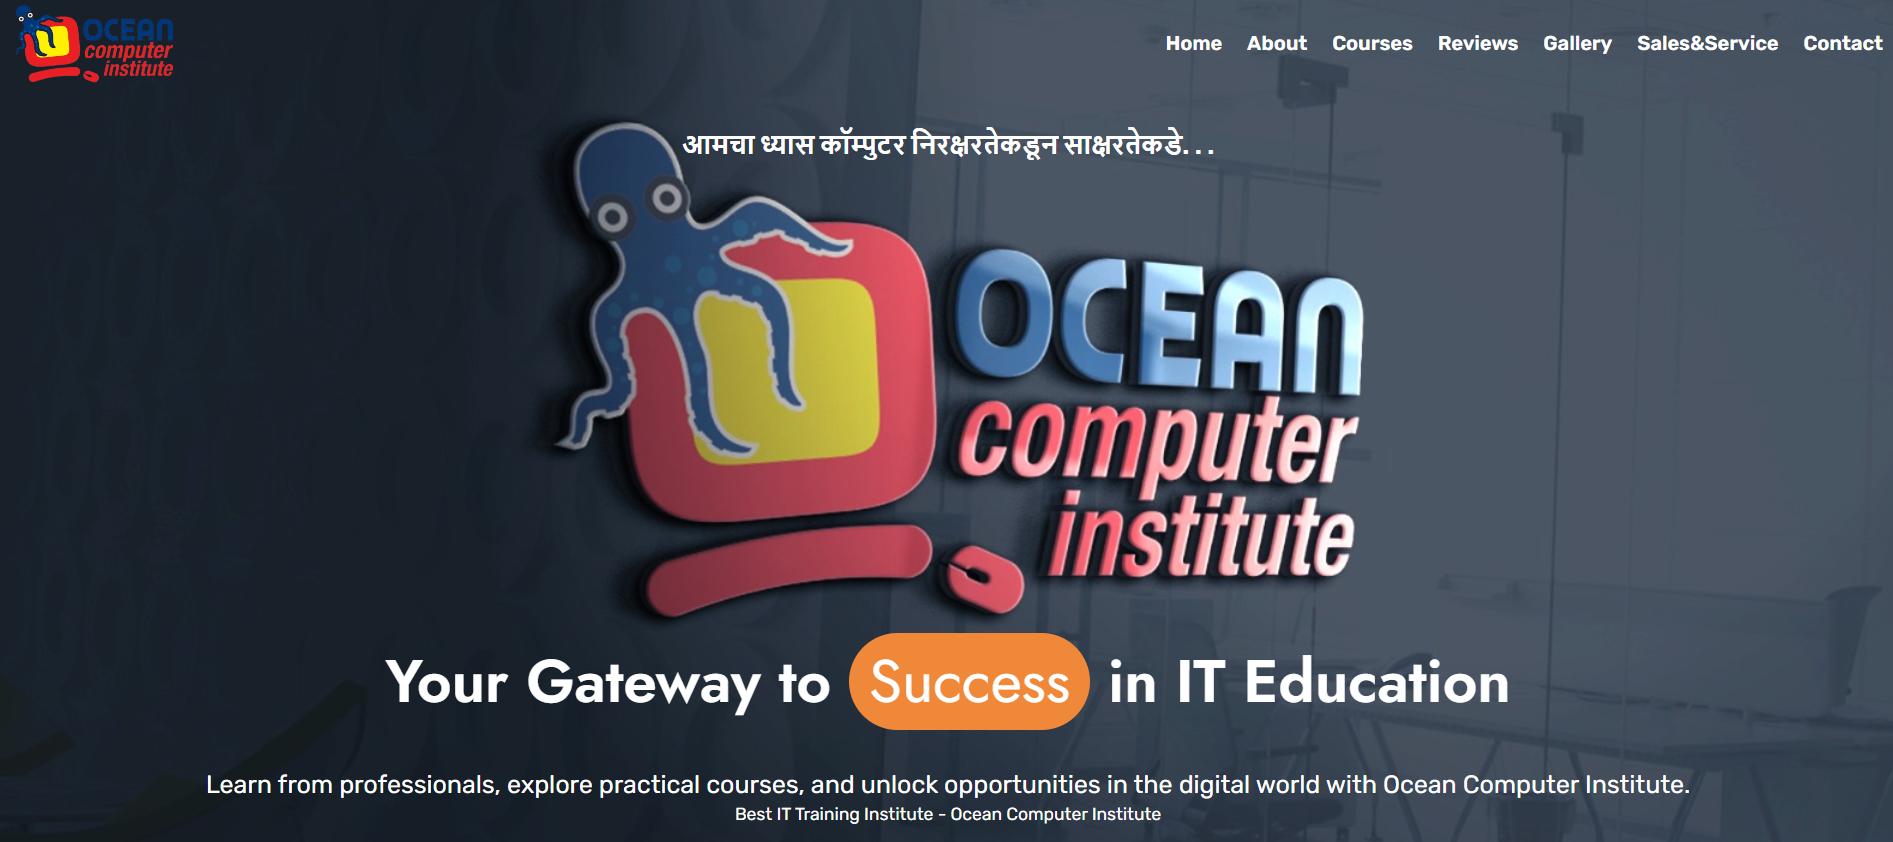 OCEAN
computer
institute
Home About Courses Reviews Gallery Sales&Service Contact
आमचा ध्यास कॉम्पुटर निरक्षरतेकडून साक्षरतेकडे...
OCEAN
computer
institute
Your Gateway to Success in IT Education
Learn from professionals, explore practical courses, and unlock opportunities in the digital world with Ocean Computer Institute.
Best IT Training Institute - Ocean Computer Institute